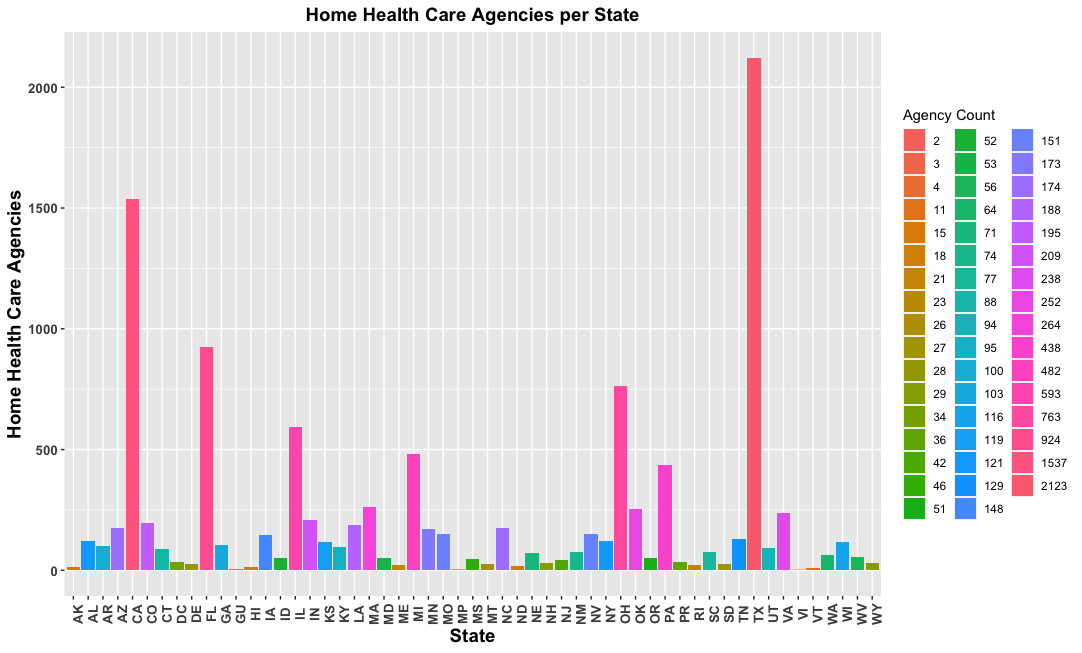 Home Health Care Agencies per State
Home Health Care Agencies
2000
1500
1000
500
0
AK AL AR AZ CA CO CT DC DE FL GA GU HI IA ID IL IN KS KY LA MA MD ME MI MN MO MP MS MT NC ND NE NH NJ NM NV NY OH OK OR PA PR RI SC SD TN TX UT VA VI VT WA WI WV WY
State
Agency Count
2 52 151
3 53 173
4 56 174
11 64 188
15 71 195
18 74 209
21 77 238
23 88 252
26 94 264
27 95 438
28 100 482
29 103 593
34 116 763
36 119 924
42 121 1537
46 129 2123
51 148